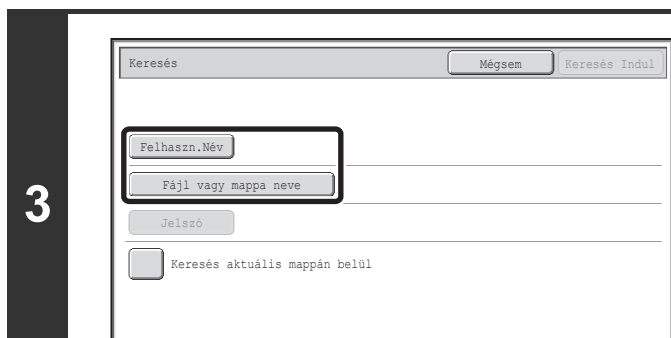 3
Keresés Mégsem Keresés Indul
Felhaszn.Név
Fájl vagy mappa neve
Jelszó
Keresés aktuális mappán belül